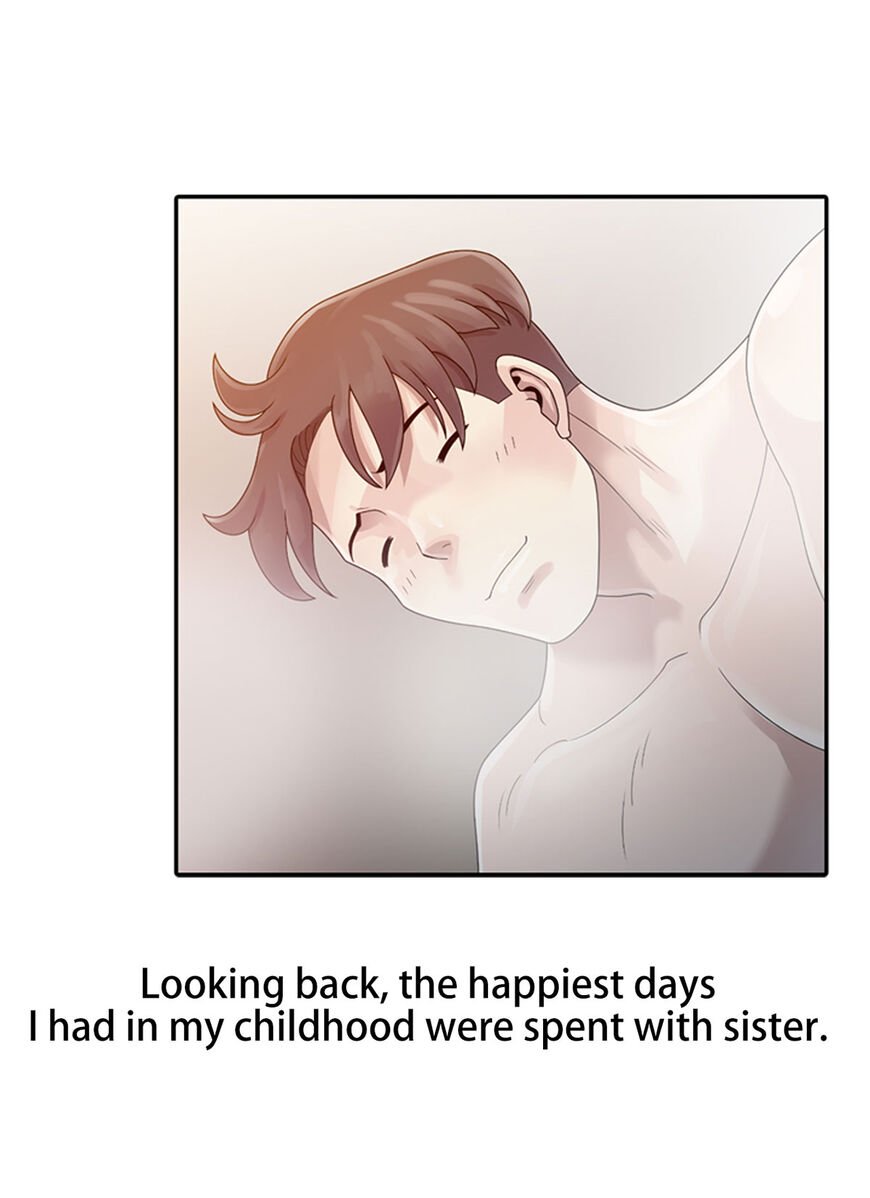 Looking back, the happiest days
I had in my childhood were spent with sister.